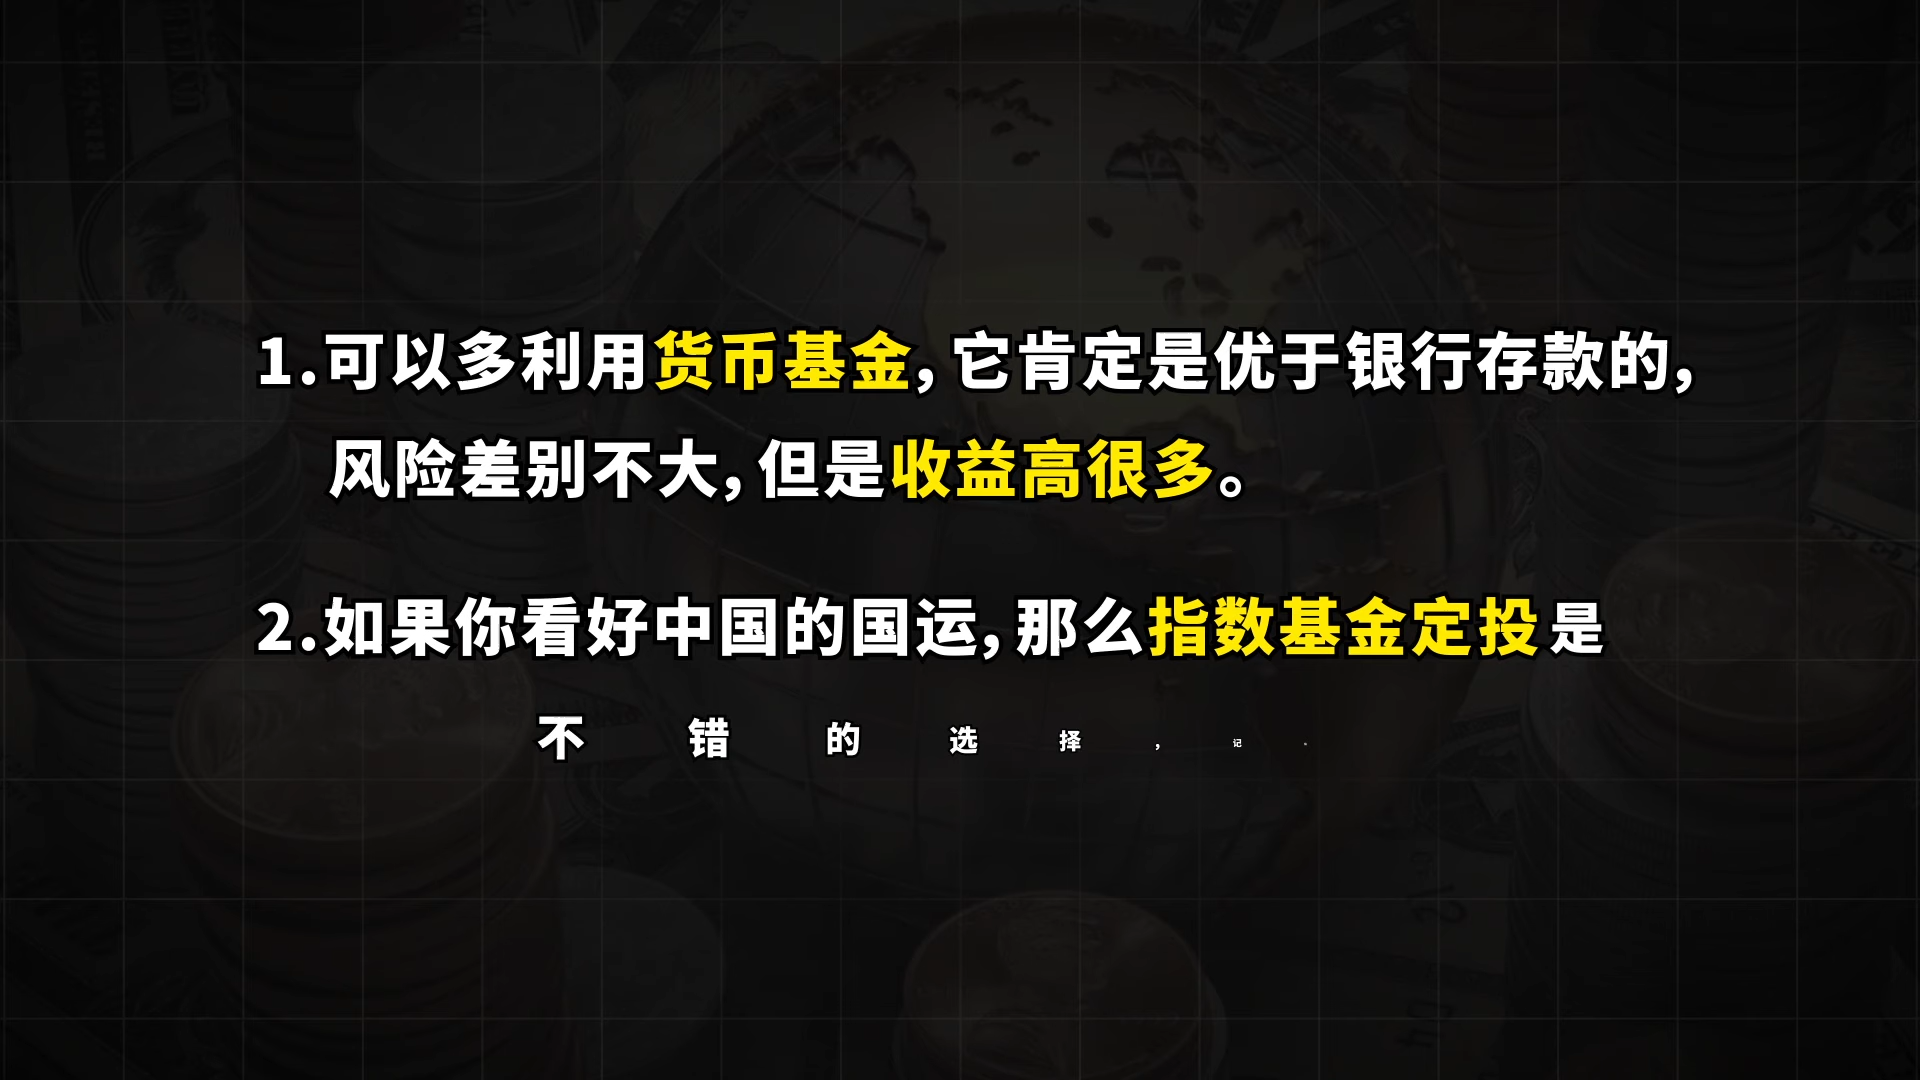 1.可以多利用货币基金,它肯定是优于银行存款的,
风险差别不大,但是收益高很多。
2.如果你看好中国的国运,那么指数基金定投是
不错的选择,记